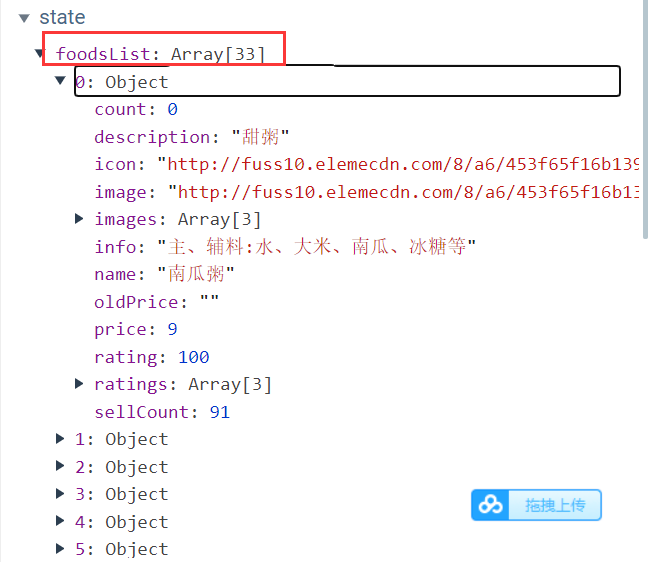 state
foodsList: Array[33]
0: Object
count: 0
description: "甜粥"
icon: "http://fuss10.elemecdn.com/8/a6/453f65f16b139
image: "http://fuss10.elemecdn.com/8/a6/453f65f16b13
images: Array[3]
info: "主、辅料:水、大米、南瓜、冰糖等"
name: "南瓜粥"
oldPrice: ""
price: 9
rating: 100
ratings: Array[3]
sellCount: 91
1: Object
2: Object
3: Object
4: Object
5: Object
拖拽上传